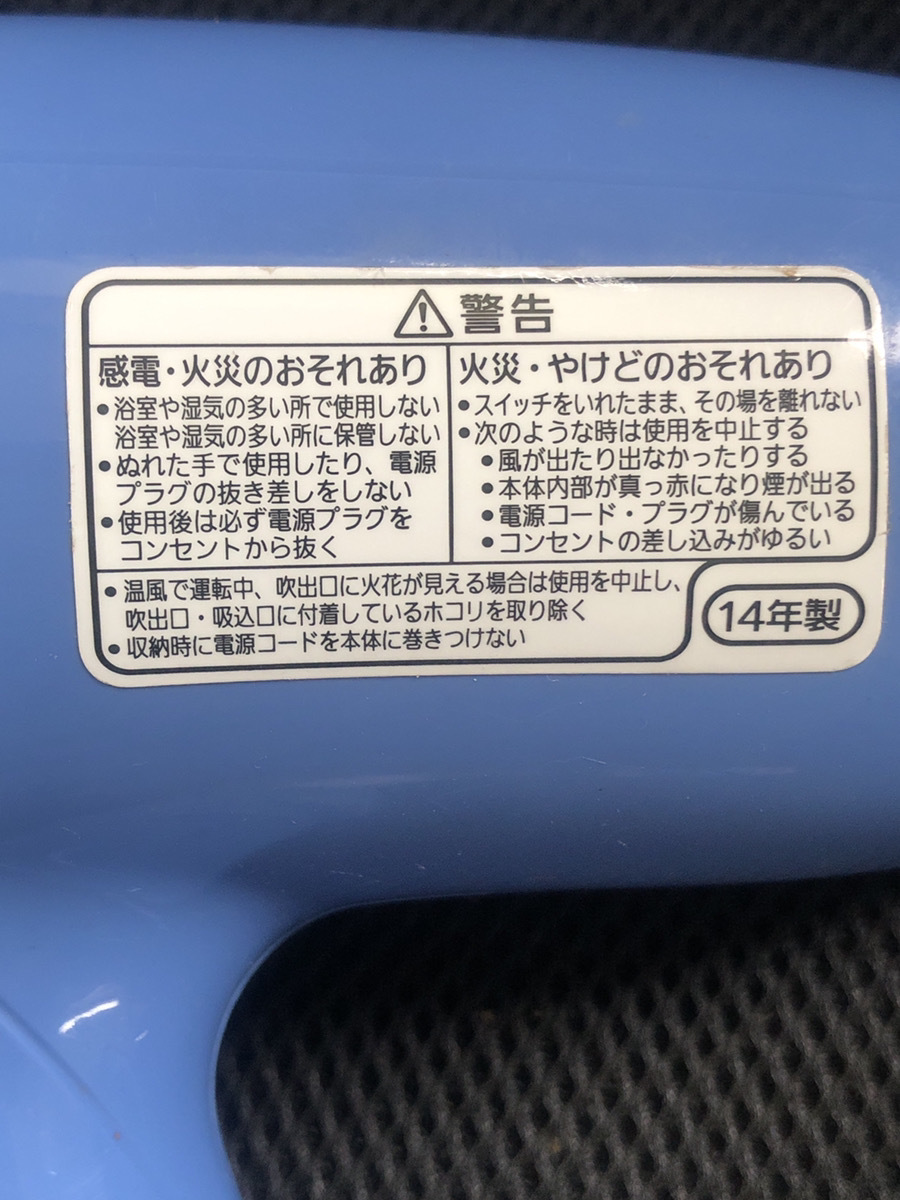 ⚠警告
感電・火災のおそれあり
•浴室や湿気の多い所で使用しない
浴室や湿気の多い所に保管しない
•ぬれた手で使用したり、電源
プラグの抜き差しをしない
•使用後は必ず電源プラグを
コンセントから抜く
火災・やけどのおそれあり
•スイッチをいれたまま、その場を離れない
•次のような時は使用を中止する
•風が出たり出なかったりする
•本体内部が真っ赤になり煙が出る
•電源コード・プラグが傷んでいる
•コンセントの差し込みがゆるい
•温風で運転中、吹出口に火花が見える場合は使用を中止し、
吹出口・吸込口に付着しているホコリを取り除く
•収納時に電源コードを本体に巻きつけない
14年製